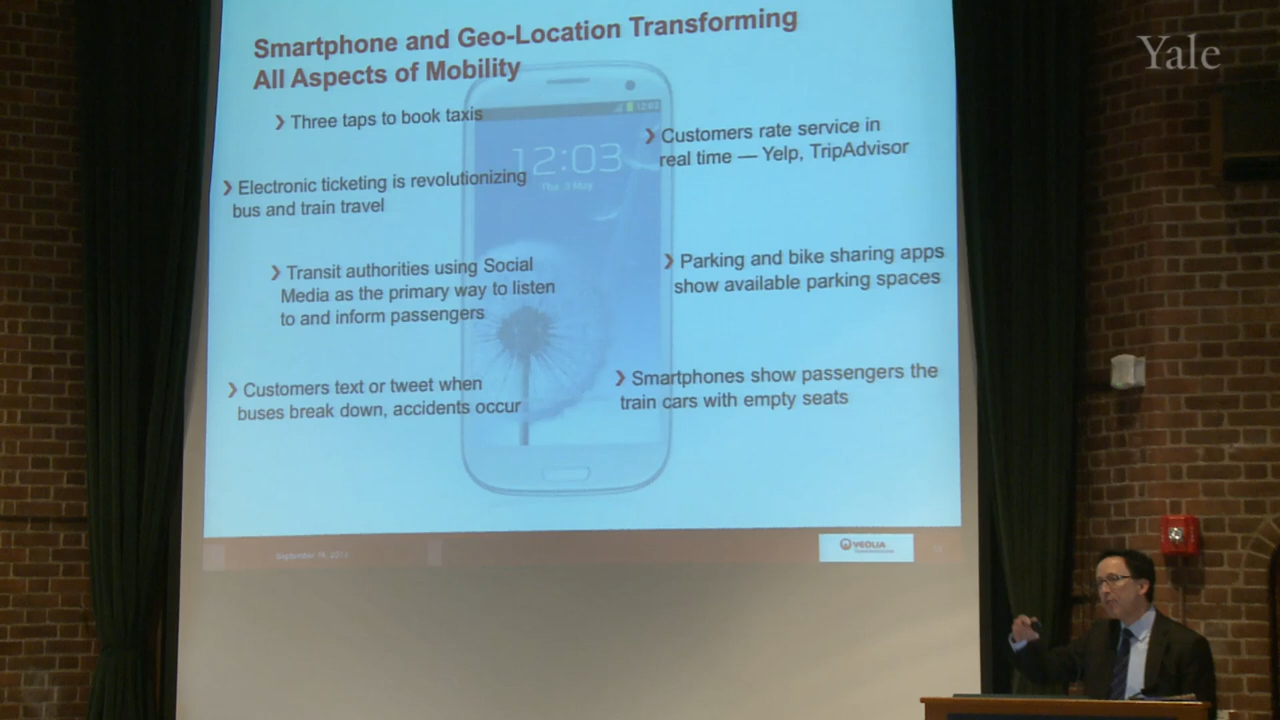 Yale
Smartphone and Geo-Location Transforming
All Aspects of Mobility
❯ Three taps to book taxis
❯ Electronic ticketing is revolutionizing
bus and train travel
❯ Transit authorities using Social
Media as the primary way to listen
to and inform passengers
❯ Customers text or tweet when
buses break down, accidents occur
❯ Customers rate service in
real time — Yelp, TripAdvisor
❯ Parking and bike sharing apps
show available parking spaces
❯ Smartphones show passengers the
train cars with empty seats
12:03
12:03
VEOLIA